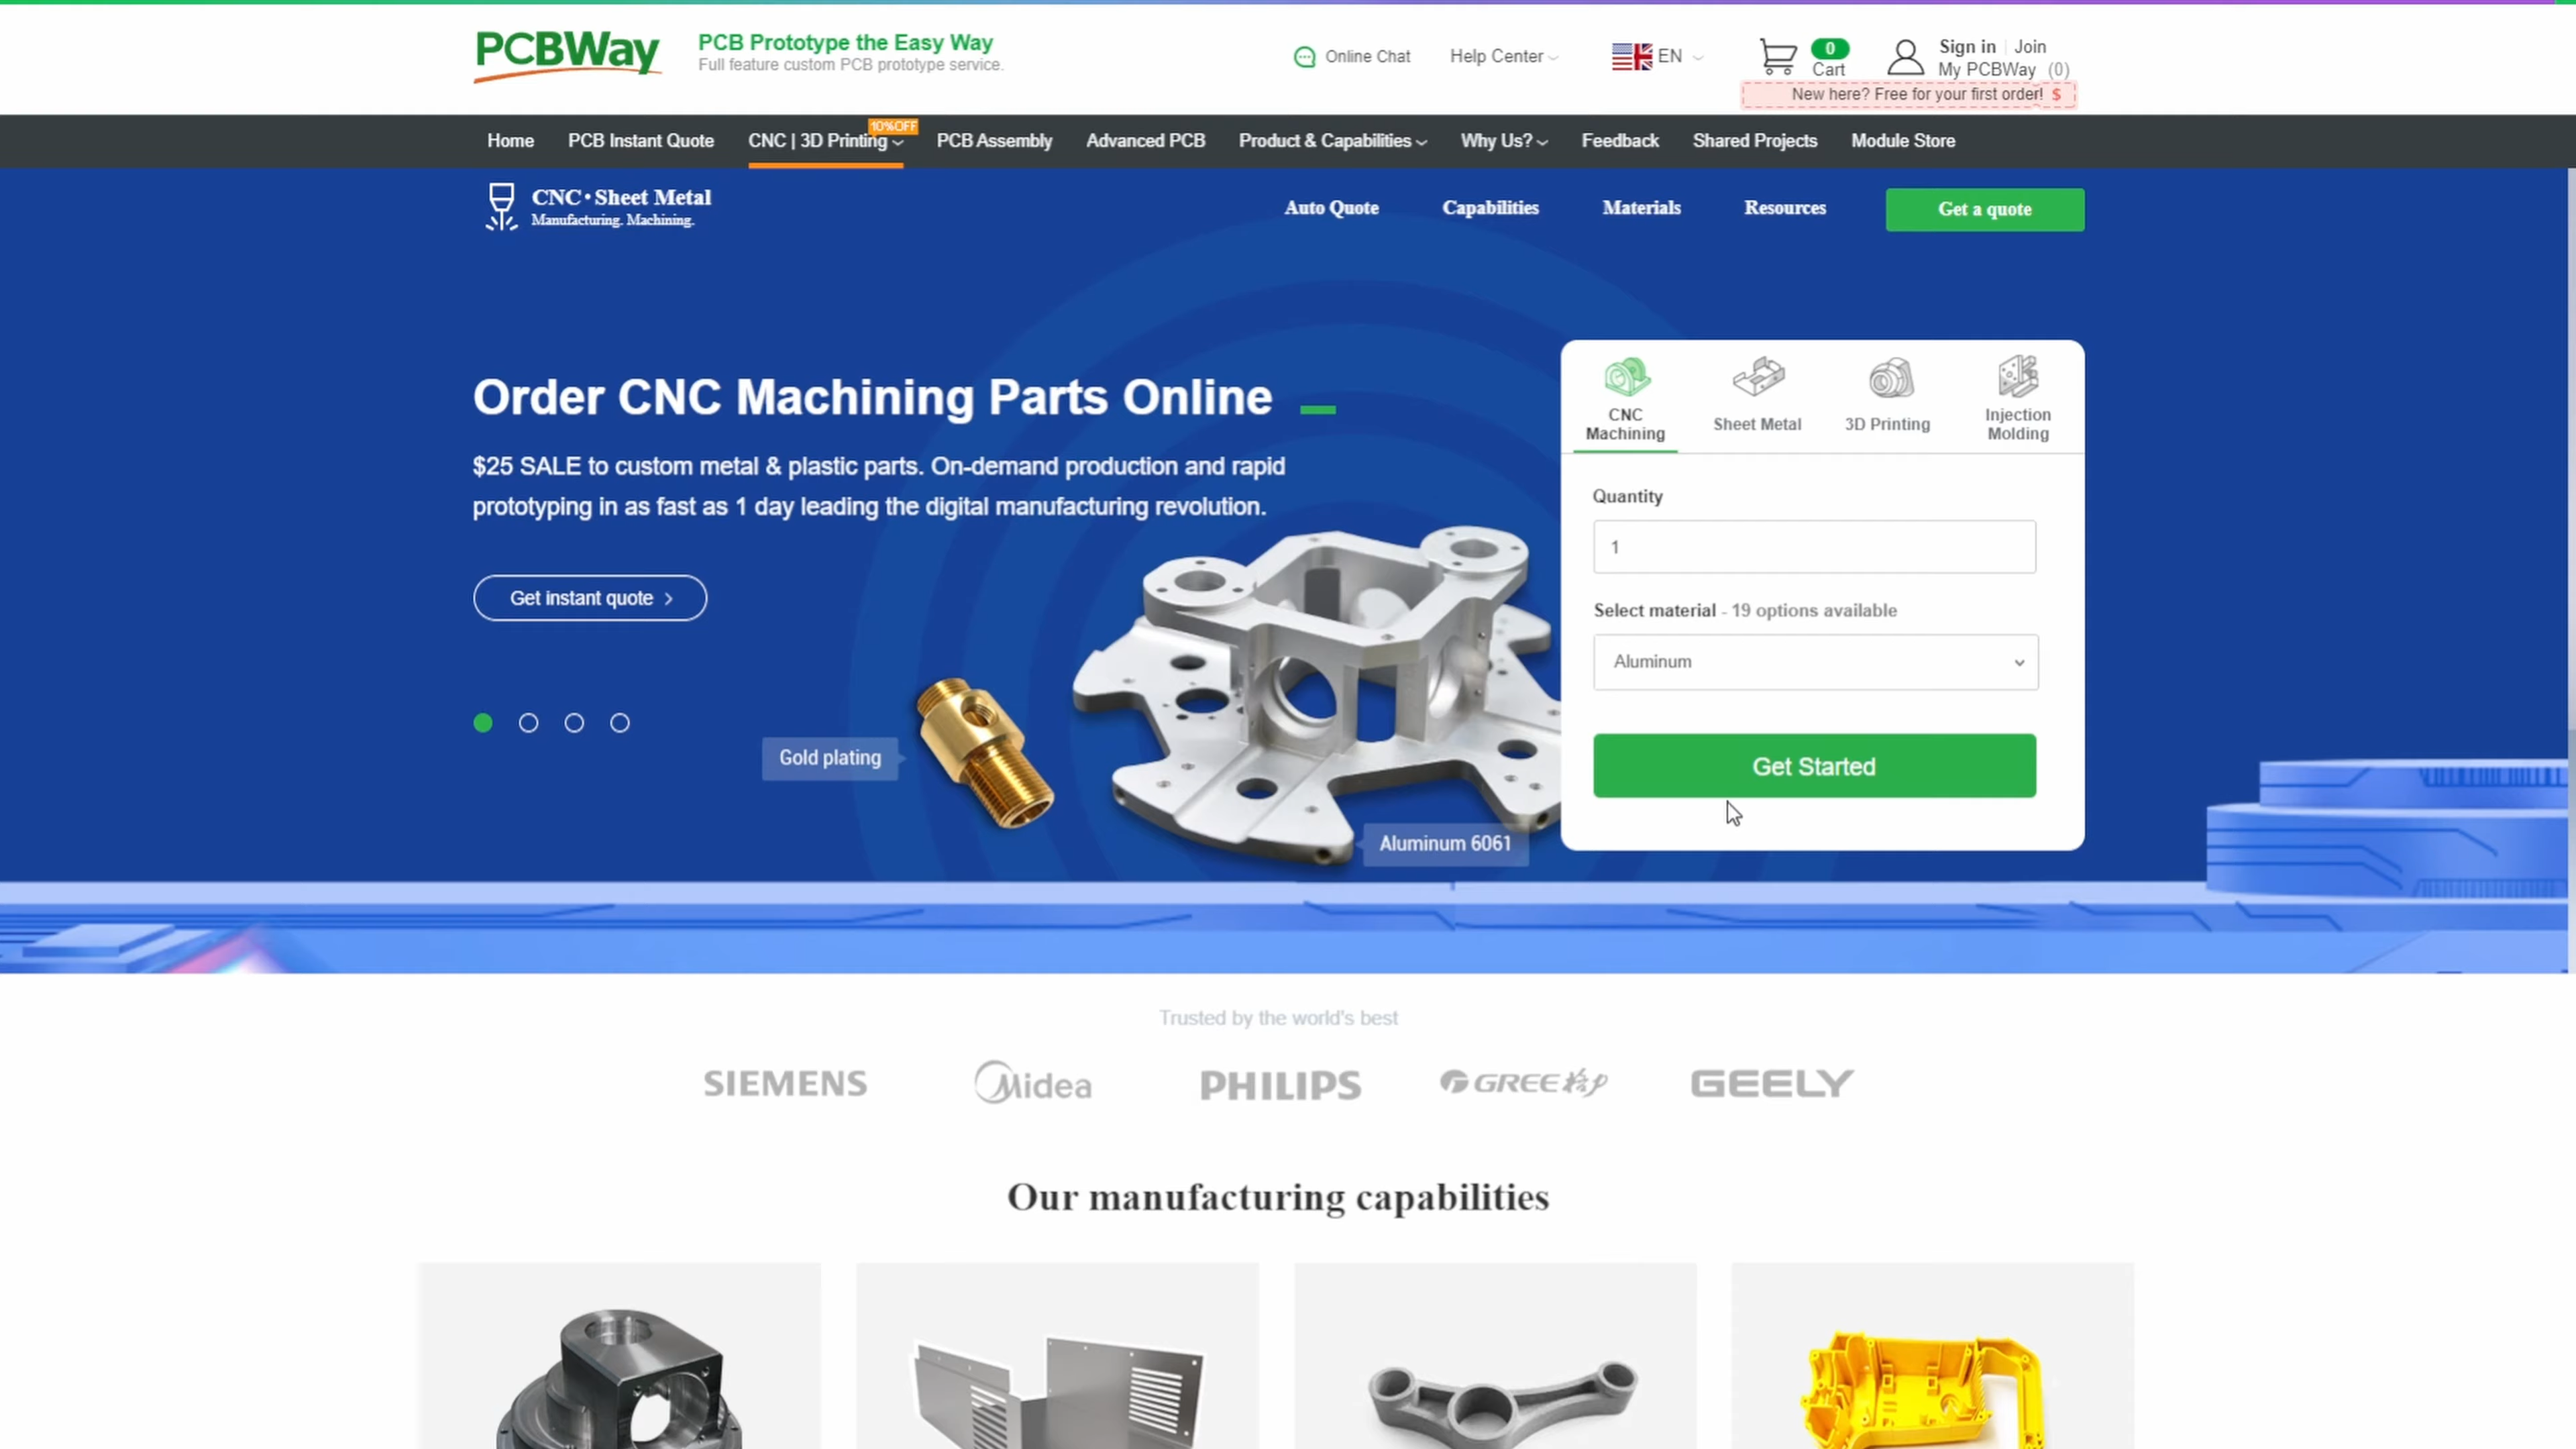 PCBWay
PCB Prototype the Easy Way
Full feature custom PCB prototype service.
Online Chat
Help Center
EN
0
Cart
Sign in | Join
My PCBWay (0)
New here? Free for your first order! $
Home
PCB Instant Quote
CNC | 3D Printing
10%OFF
PCB Assembly
Advanced PCB
Product & Capabilities
Why Us?
Feedback
Shared Projects
Module Store
CNC·Sheet Metal
Manufacturing. Machining.
Auto Quote
Capabilities
Materials
Resources
Get a quote
Order CNC Machining Parts Online
$25 SALE to custom metal & plastic parts. On-demand production and rapid
prototyping in as fast as 1 day leading the digital manufacturing revolution.
Get instant quote >
Gold plating
Aluminum 6061
CNC
Machining
Sheet Metal
3D Printing
Injection
Molding
Quantity
1
Select material - 19 options available
Aluminum
Get Started
Trusted by the world's best
SIEMENS
Midea
PHILIPS
GREE格力
GEELY
Our manufacturing capabilities